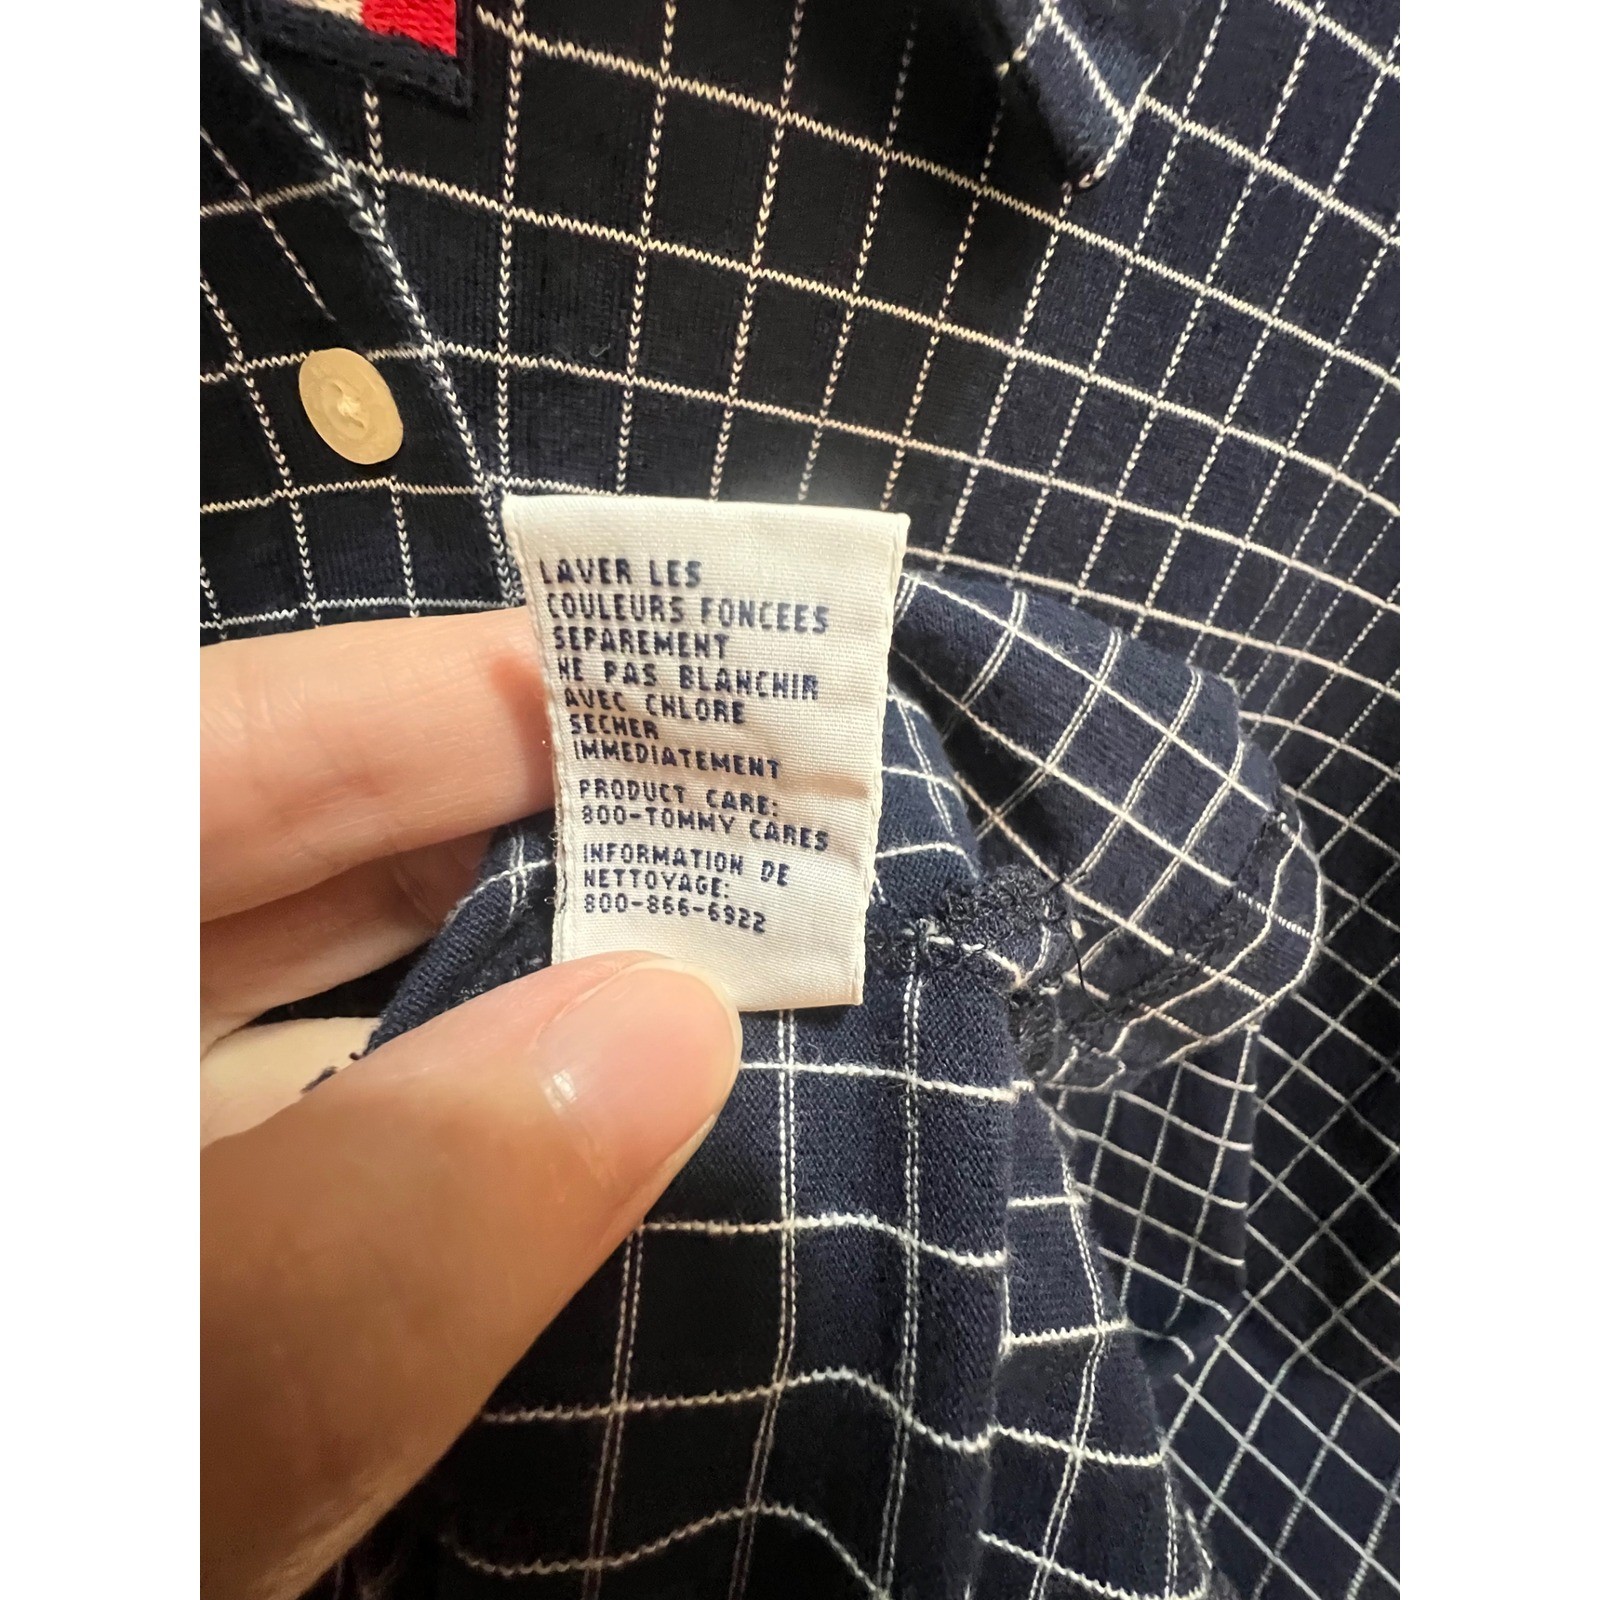 LAVER LES
COULEURS FONCEES
SEPAREMENT
NE PAS BLANCHIR
AVEC CHLORE
SECHER
IMMEDIATEMENT
PRODUCT CARE:
800-TOMMY CARES
INFORMATION DE
NETTOYAGE:
800-866-6922